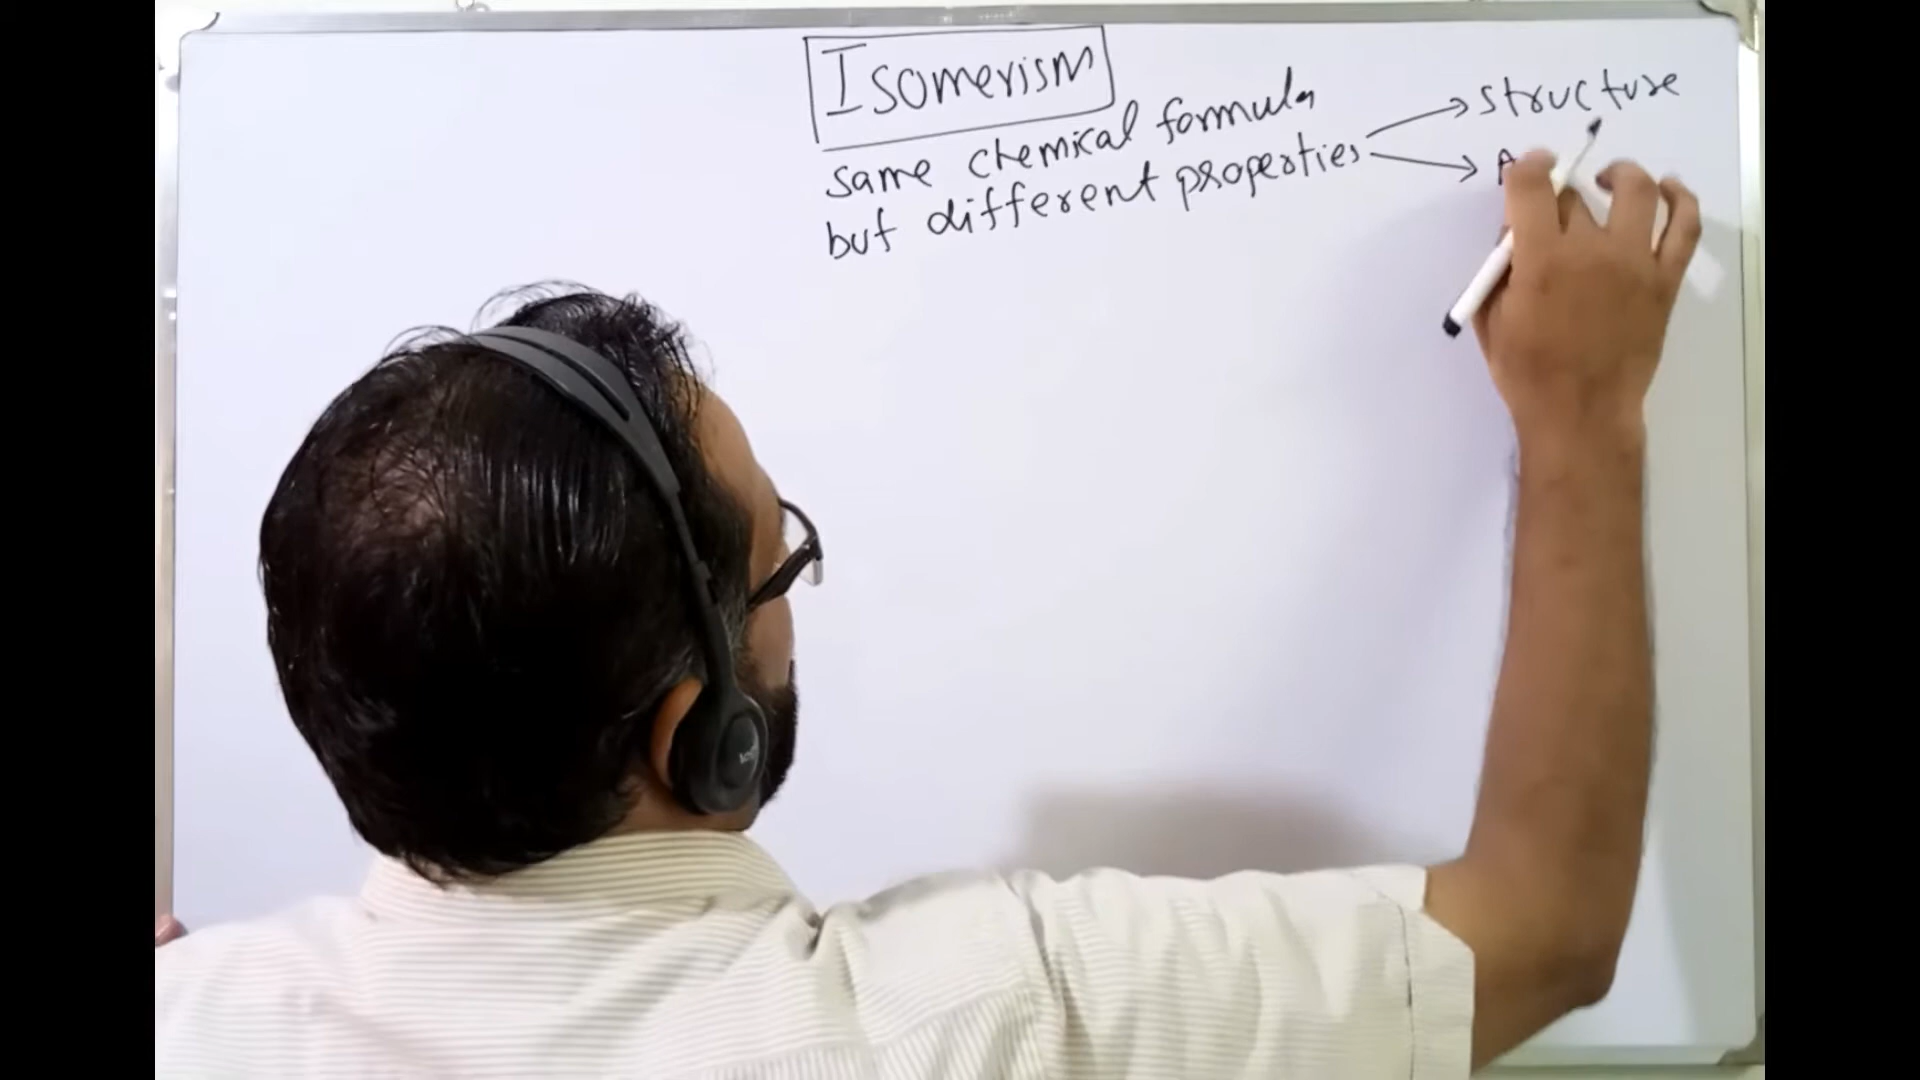 Isomerism
same chemical formula
but different properties
→ structure
→ A